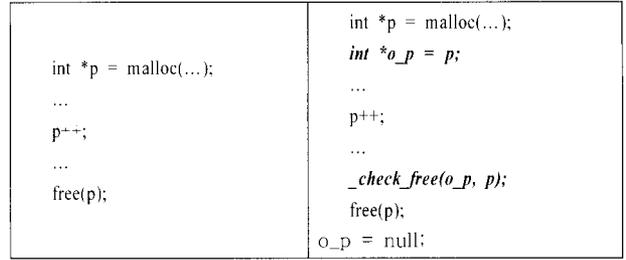 int *p = malloc(…);
…
p++;
…
free(p);
int *p = malloc(…);
int *o_p = p;
…
p++;
…
_check_free(o_p, p);
free(p);
o_p = null;